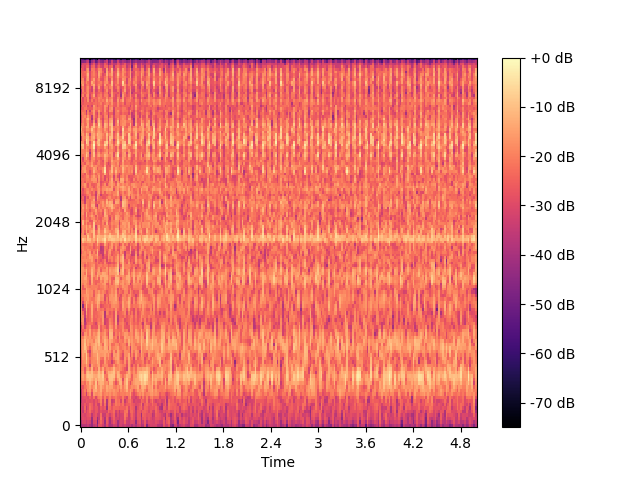 8192
4096
2048
1024
512
0
Hz
0 0.6 1.2 1.8 2.4 3 3.6 4.2 4.8
Time
+0 dB
-10 dB
-20 dB
-30 dB
-40 dB
-50 dB
-60 dB
-70 dB